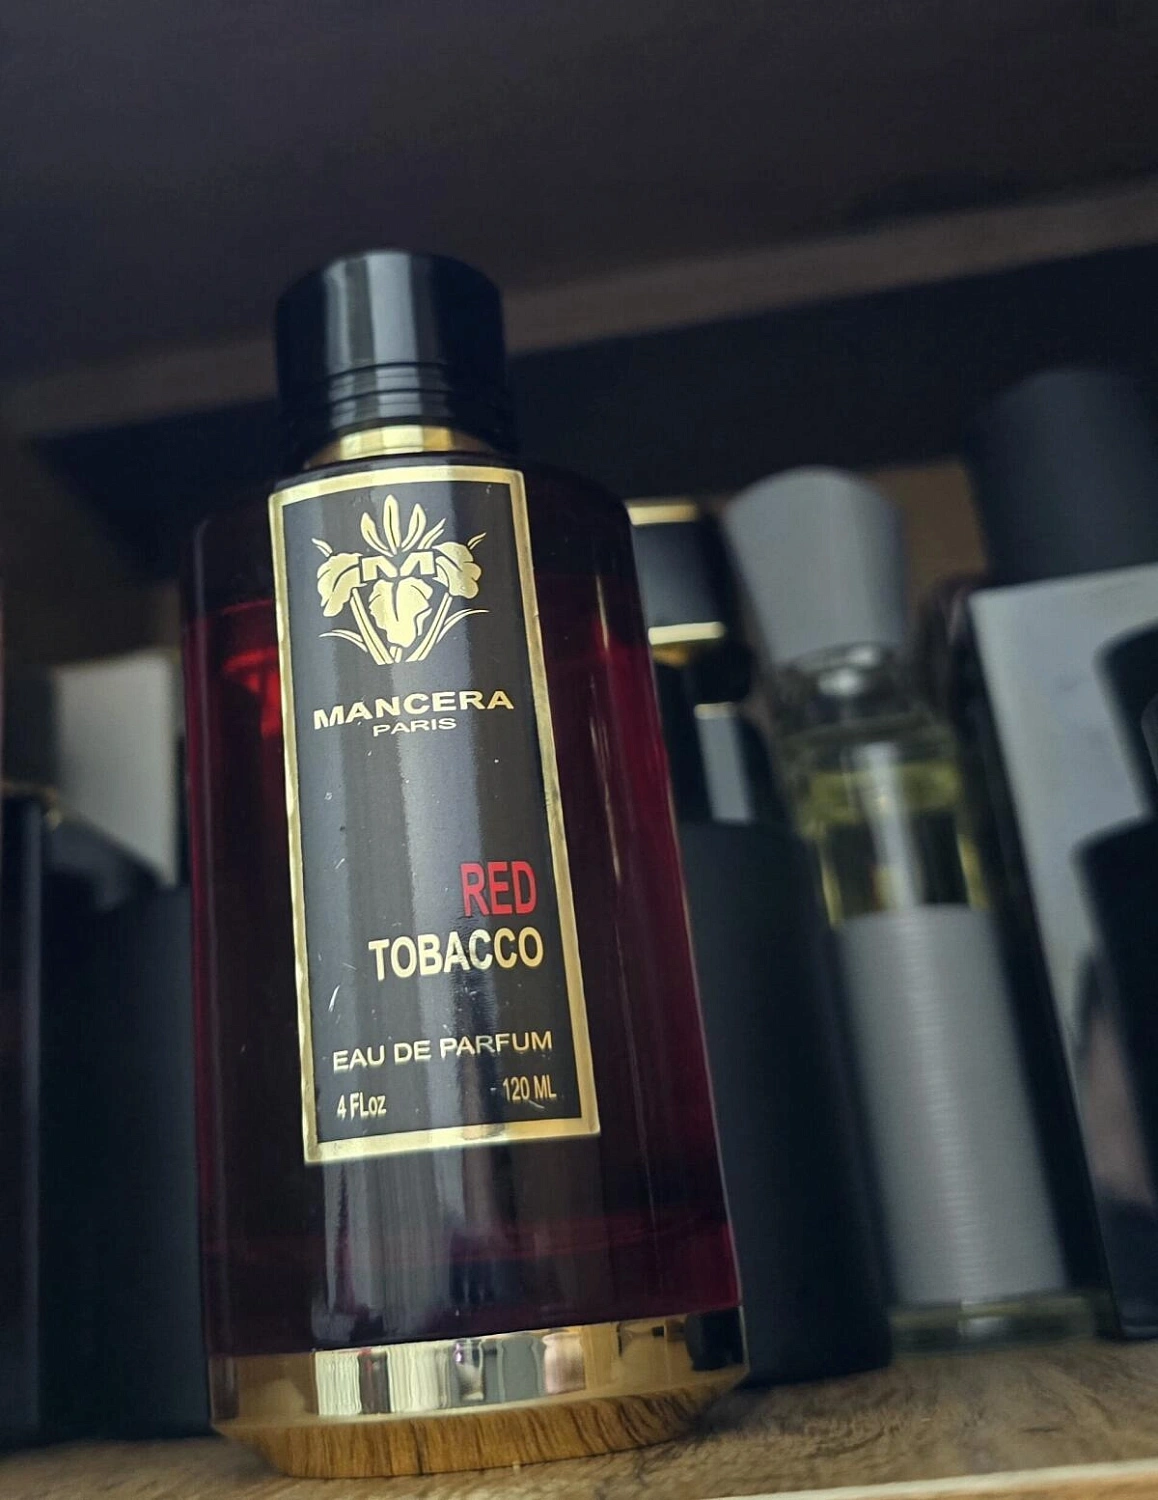 M
MANCERA
PARIS
RED
TOBACCO
EAU DE PARFUM
4 FLoz 120 ML